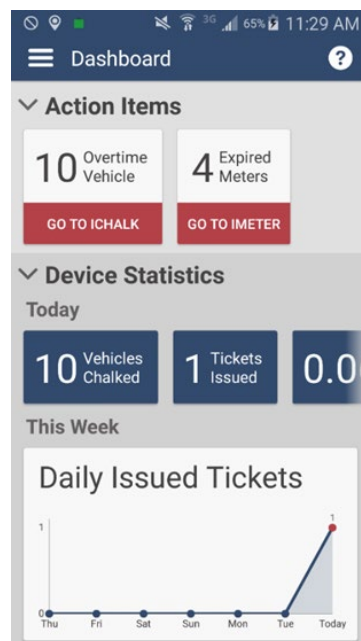 3G 65% 11:29 AM
Dashboard ?
Action Items
10 Overtime Vehicle
4 Expired Meters
GO TO ICHALK
GO TO IMETER
Device Statistics
Today
10 Vehicles Chalked
1 Tickets Issued
0.0
This Week
Daily Issued Tickets
1
1
0
Thu Fri Sat Sun Mon Tue Today